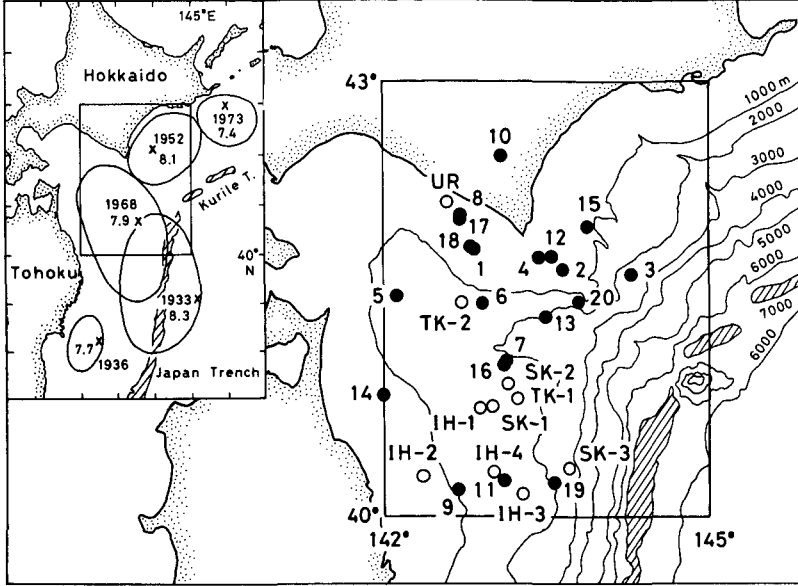 145°E
Hokkaido
1973
7.4
1952
8.1
Kurile T.
1968
7.9
40°
N
Tohoku
1933
8.3
7.7
1936
Japan Trench
43°
1000 m
2000
3000
4000
5000
6000
7000
6000
10
UR
8
17
15
18
1
4
12
2
3
5
6
20
TK-2
13
7
16
SK-2
TK-1
14
IH-1
SK-1
IH-2
IH-4
SK-3
9
11
19
IH-3
40°
142°
145°